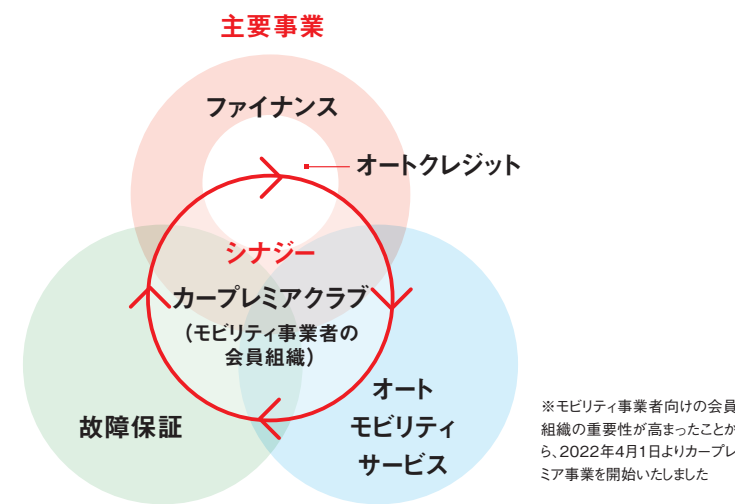 主要事業
ファイナンス
オートクレジット
シナジー
カープレミアクラブ
(モビリティ事業者の
会員組織)
故障保証
オート
モビリティ
サービス
※モビリティ事業者向けの会員
組織の重要性が高まったことか
ら、2022年4月1日よりカープレ
ミア事業を開始いたしました